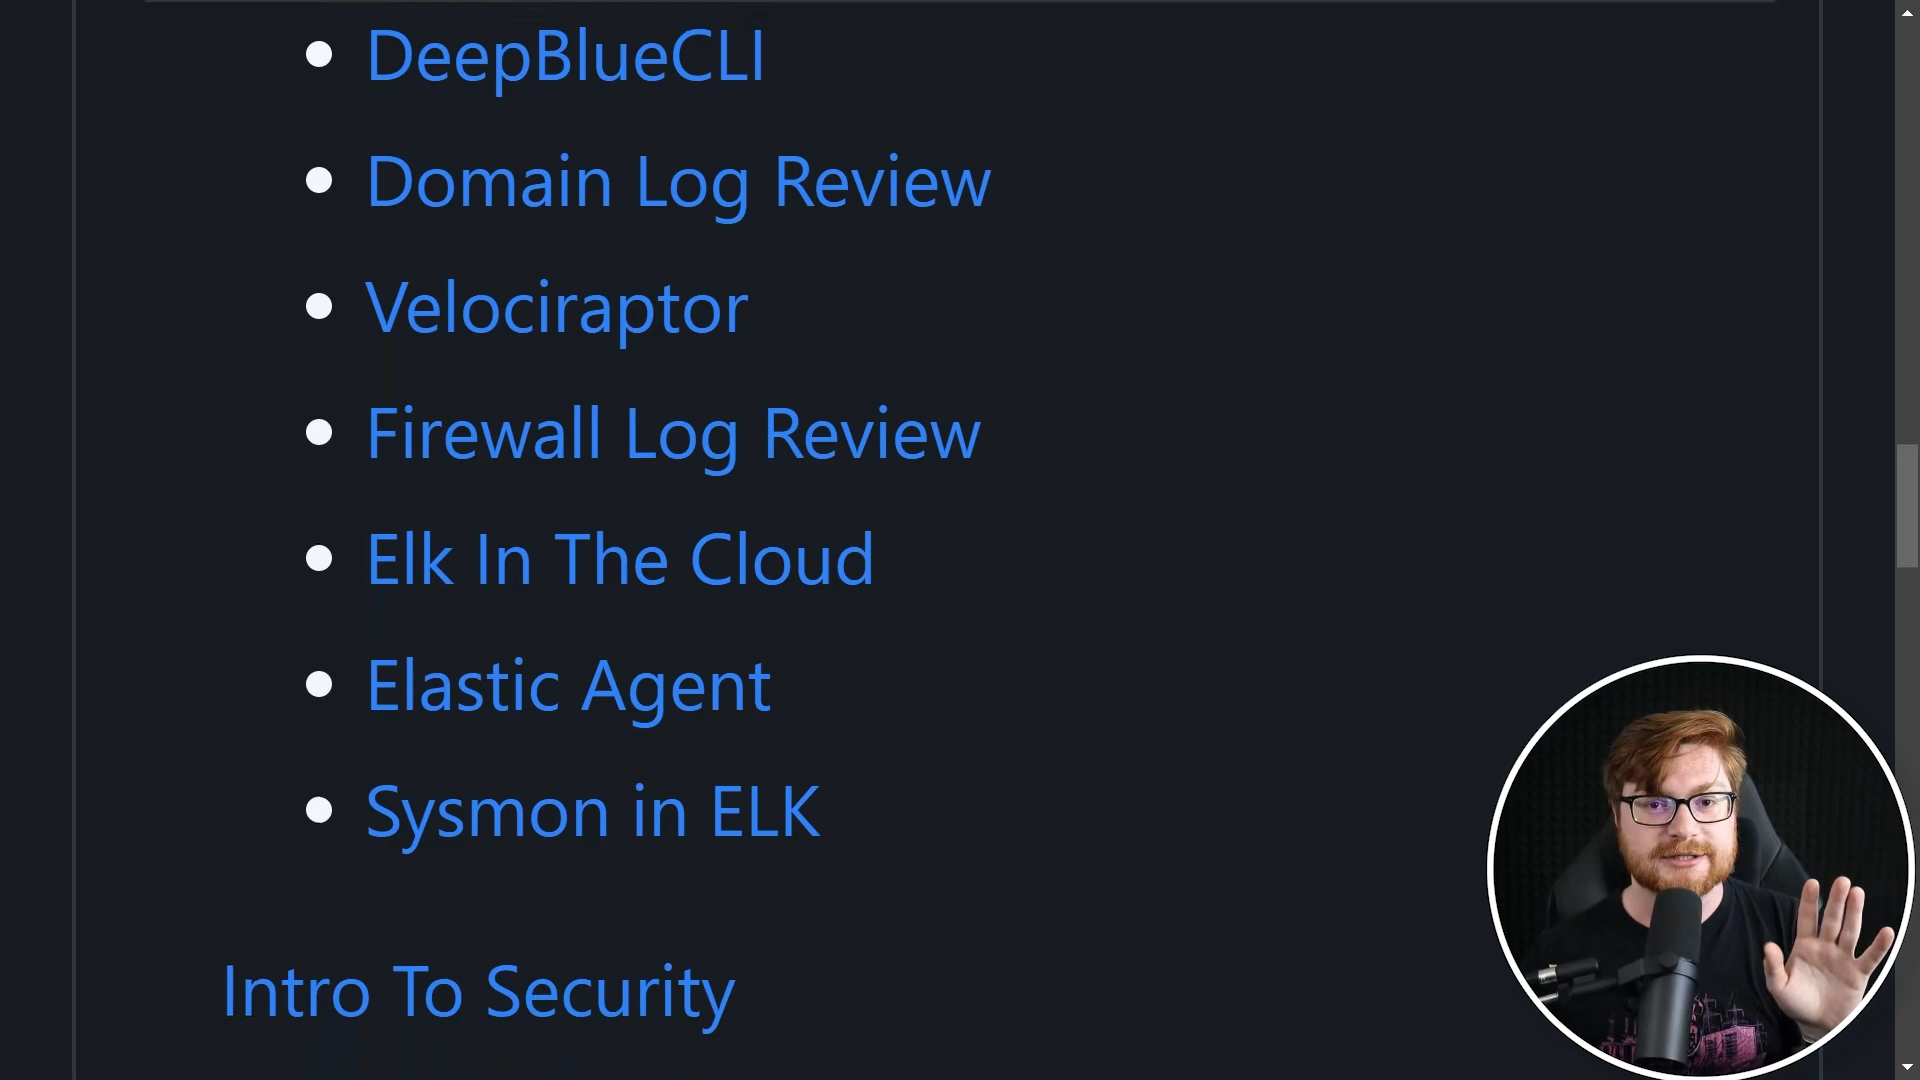 DeepBlueCLI
Domain Log Review
Velociraptor
Firewall Log Review
Elk In The Cloud
Elastic Agent
Sysmon in ELK
Intro To Security